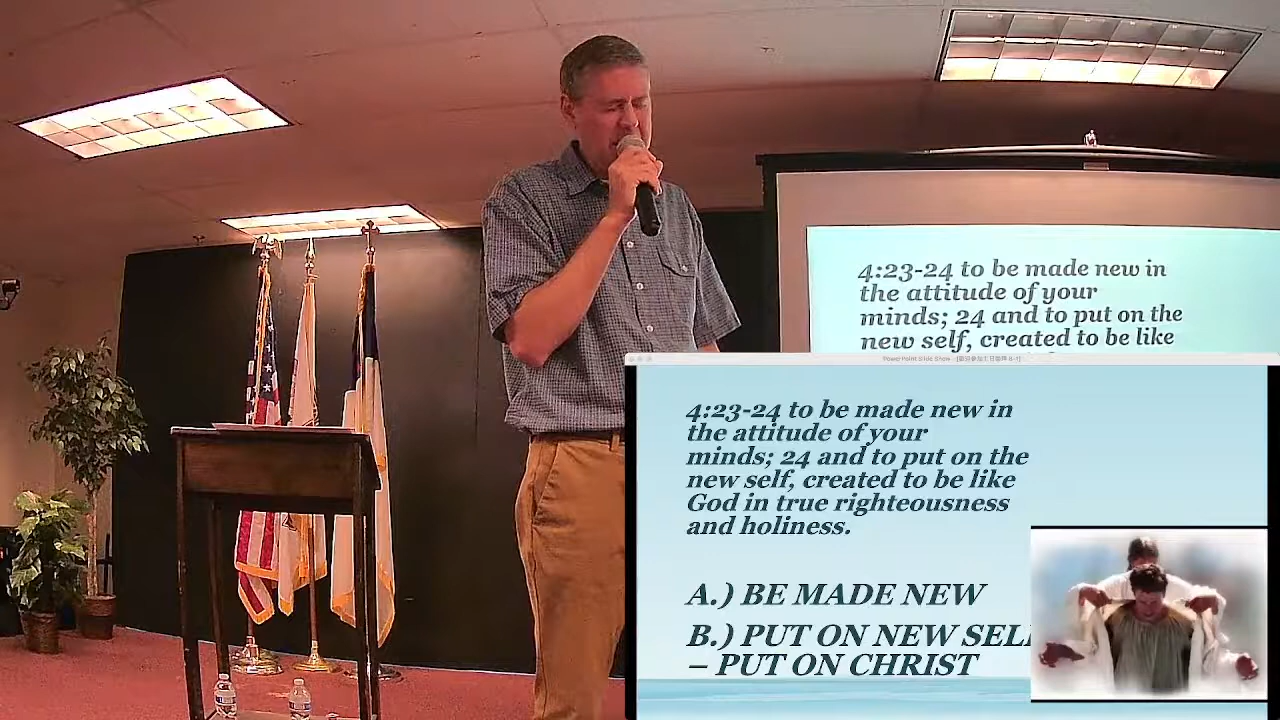 4:23-24 to be made new in
the attitude of your
minds; 24 and to put on the
new self, created to be like
4:23-24 to be made new in
the attitude of your
minds; 24 and to put on the
new self, created to be like
God in true righteousness
and holiness.
A.) BE MADE NEW
B.) PUT ON NEW SEL
– PUT ON CHRIST